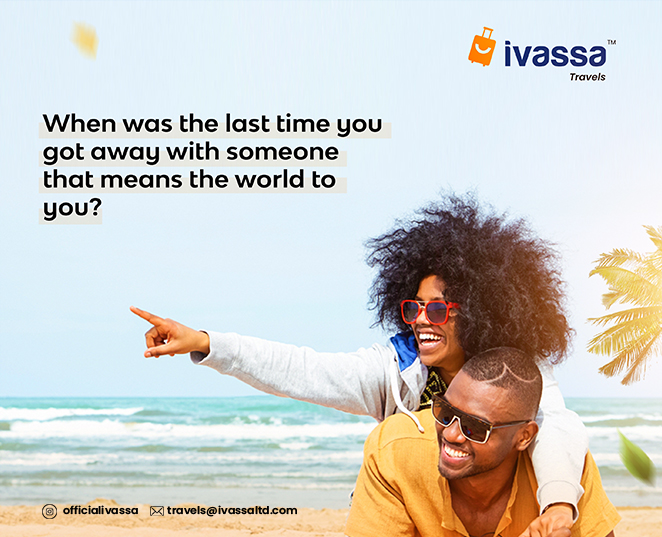 ivassa™
Travels
When was the last time you
got away with someone
that means the world to
you?
officialivassa travels@ivassaltd.com